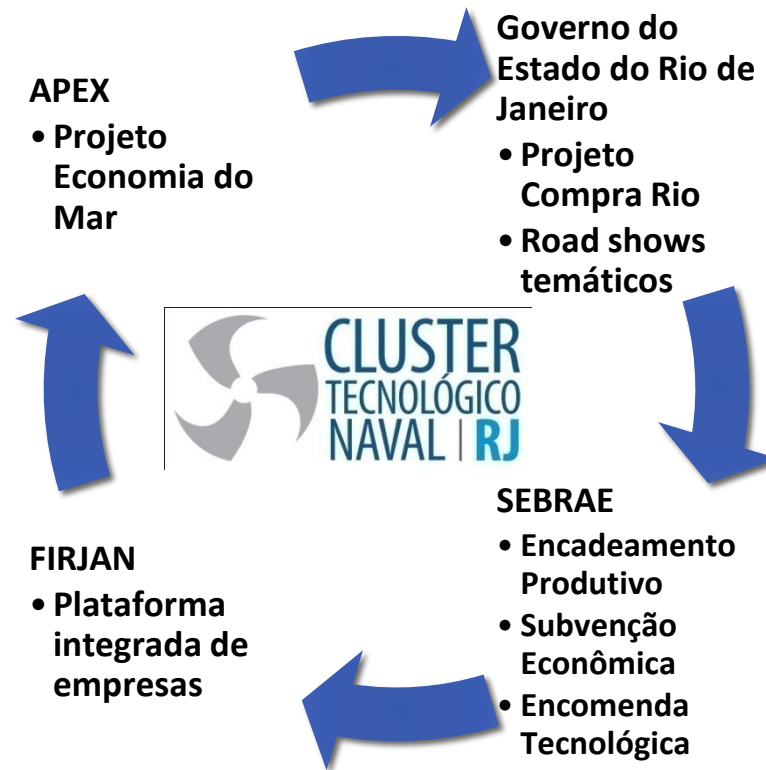 APEX
• Projeto
Economia do
Mar
Governo do
Estado do Rio de
Janeiro
• Projeto
Compra Rio
• Road shows
temáticos
CLUSTER
TECNOLÓGICO
NAVAL | RJ
SEBRAE
• Encadeamento
Produtivo
• Subvenção
Econômica
• Encomenda
Tecnológica
FIRJAN
• Plataforma
integrada de
empresas